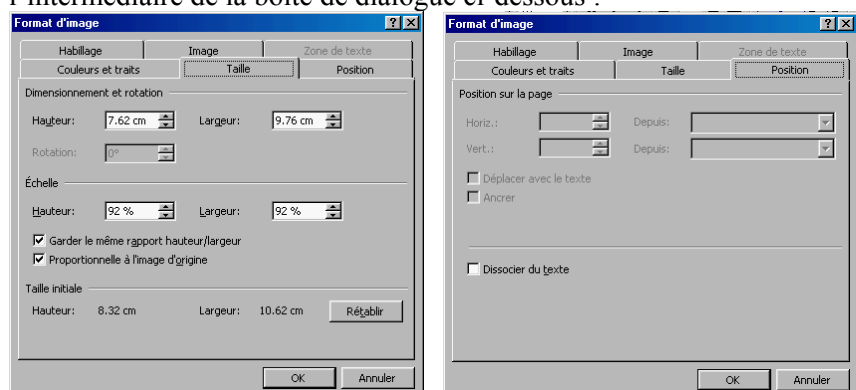 l'intermédiaire de la boîte de dialogue ci-dessous :
Format d'image
Habillage Image Zone de texte
Couleurs et traits Taille Position
Dimensionnement et rotation
Hauteur: 7.62 cm Largeur: 9.76 cm
Rotation: 0°
Échelle
Hauteur: 92 % Largeur: 92 %
Garder le même rapport hauteur/largeur
Proportionnelle à l'image d'origine
Taille initiale
Hauteur: 8.32 cm Largeur: 10.62 cm Rétablir
OK Annuler
Format d'image
Habillage Image Zone de texte
Couleurs et traits Taille Position
Position sur la page
Horiz.: Depuis:
Vert.: Depuis:
Déplacer avec le texte
Ancrer
Dissocier du texte
OK Annuler